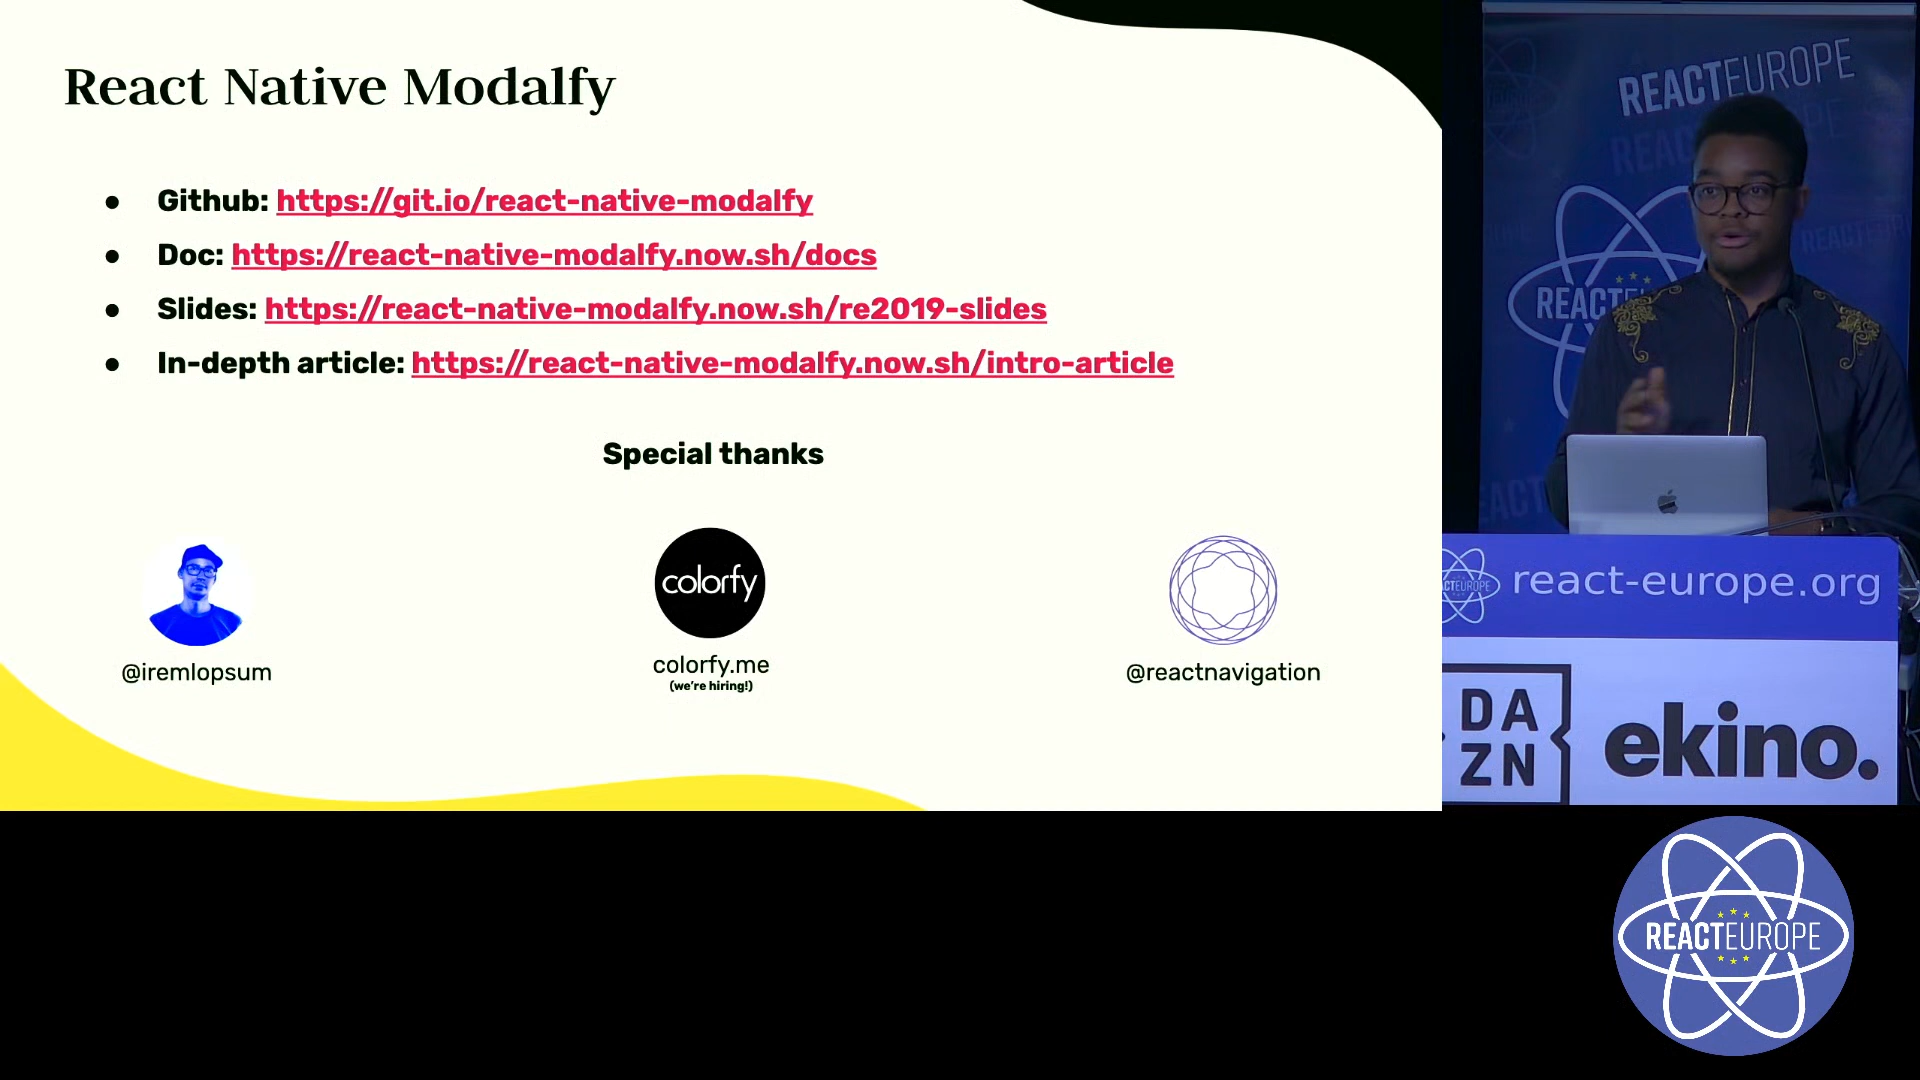 React Native Modalfy
● Github: https://git.io/react-native-modalfy
● Doc: https://react-native-modalfy.now.sh/docs
● Slides: https://react-native-modalfy.now.sh/re2019-slides
● In-depth article: https://react-native-modalfy.now.sh/intro-article
Special thanks
colorfy
@iremlopsum
colorfy.me
(we're hiring!)
@reactnavigation
REACTEUROPE
REACTEU
react-europe.org
DA
ZN
ekino.
REACTEUROPE